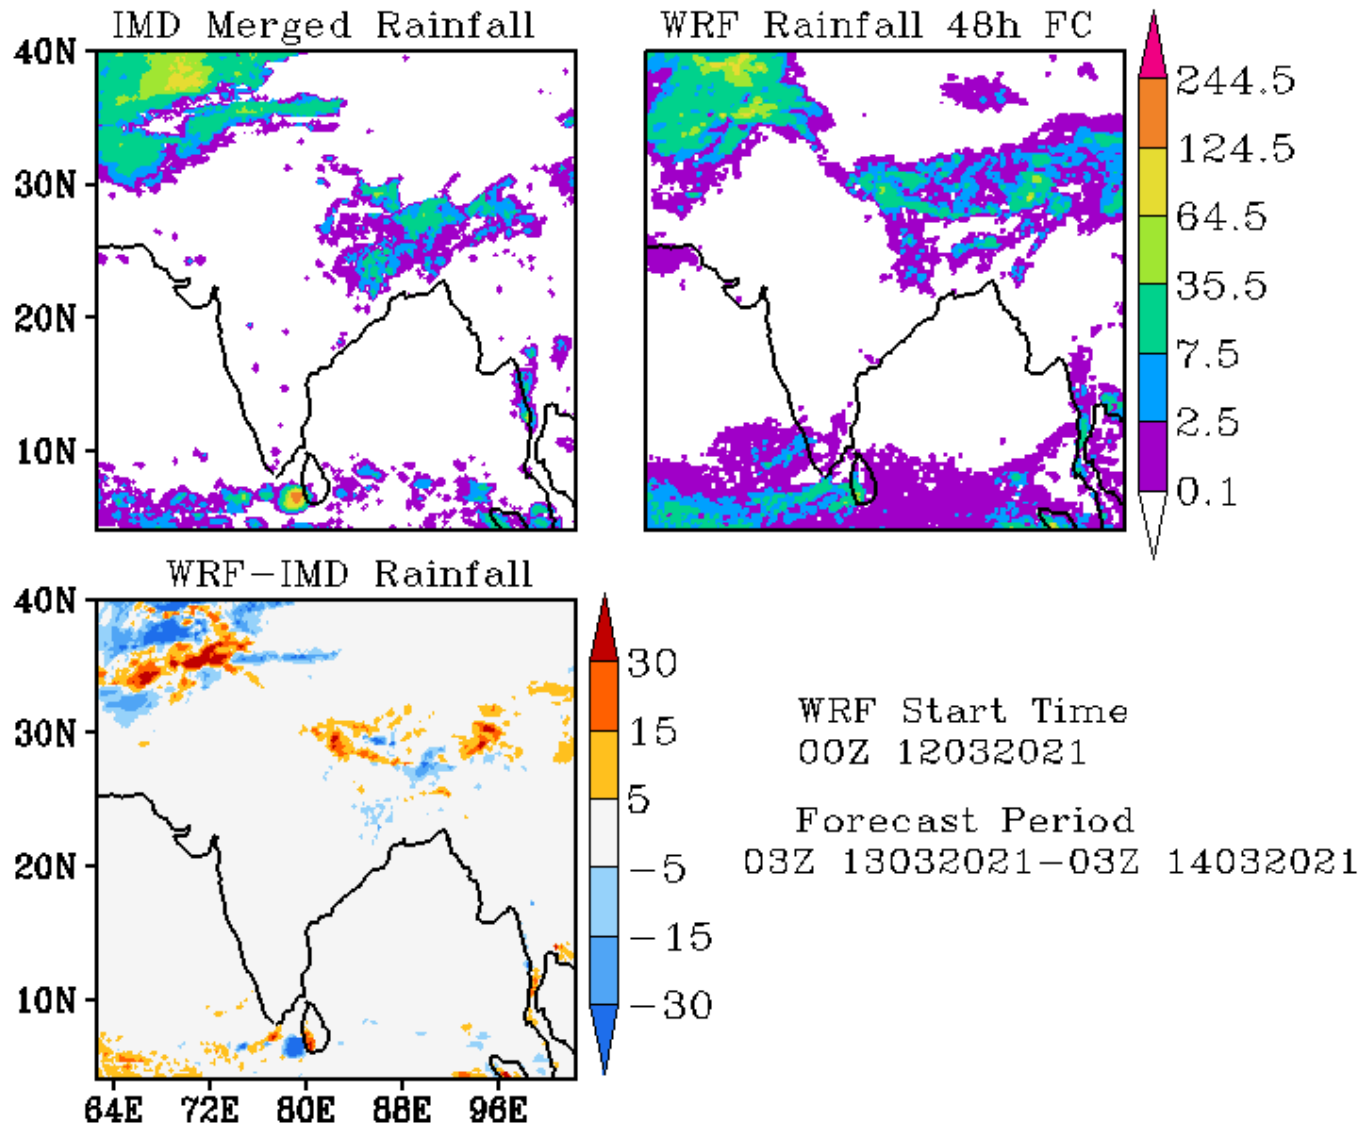 IMD Merged Rainfall
WRF Rainfall 48h FC
40N
30N
20N
10N
244.5
124.5
64.5
35.5
7.5
2.5
0.1
WRF-IMD Rainfall
40N
30N
20N
10N
64E 72E 80E 88E 96E
30
15
5
-5
-15
-30
WRF Start Time
00Z 12032021
Forecast Period
03Z 13032021-03Z 14032021